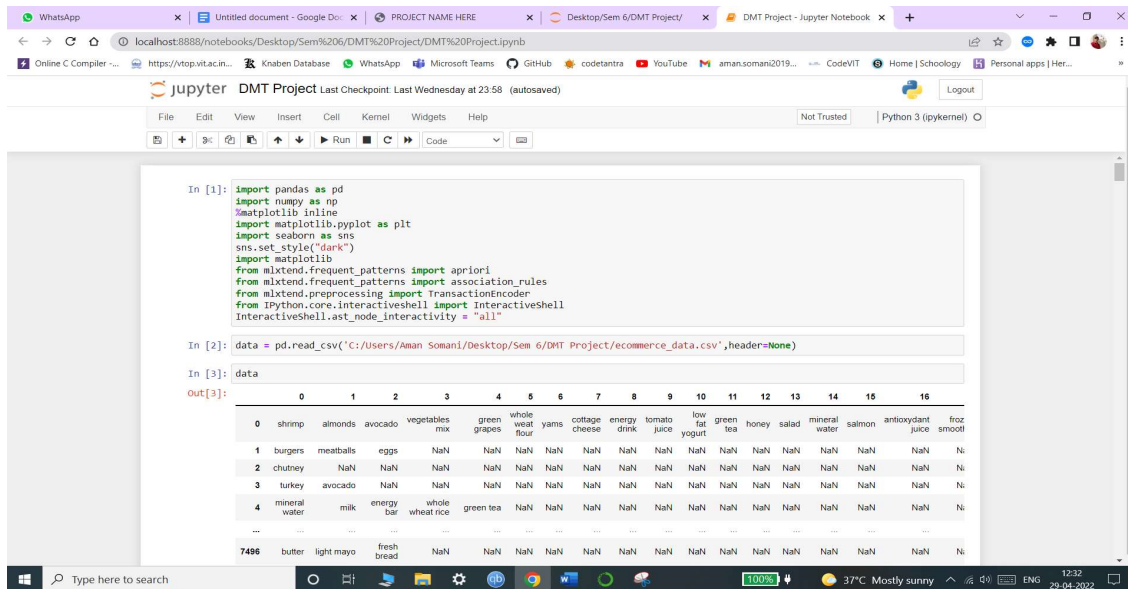 WhatsApp
Untitled document - Google Doc
PROJECT NAME HERE
Desktop/Sem 6/DMT Project/
DMT Project - Jupyter Notebook
localhost:8888/notebooks/Desktop/Sem%206/DMT%20Project/DMT%20Project.ipynb
Online C Compiler -... https://vtop.vit.ac.in... Knaben Database WhatsApp Microsoft Teams GitHub codetantra YouTube aman.somani2019... CodeVIT Home | Schoology Personal apps | Her... »
jupyter DMT Project Last Checkpoint: Last Wednesday at 23:58 (autosaved)
Logout
File Edit View Insert Cell Kernel Widgets Help
Not Trusted Python 3 (ipykernel)
Run Code
In [1]: import pandas as pd
import numpy as np
%matplotlib inline
import matplotlib.pyplot as plt
import seaborn as sns
sns.set_style("dark")
import matplotlib
from mlxtend.frequent_patterns import apriori
from mlxtend.frequent_patterns import association_rules
from mlxtend.preprocessing import TransactionEncoder
from IPython.core.interactiveshell import InteractiveShell
InteractiveShell.ast_node_interactivity = "all"
In [2]: data = pd.read_csv('C:/Users/Aman Somani/Desktop/Sem 6/DMT Project/ecommerce_data.csv',header=None)
In [3]: data
Out[3]:
0 1 2 3 4 5 6 7 8 9 10 11 12 13 14 15 16
0 shrimp almonds avocado vegetables mix green grapes whole weat flour yams cottage cheese energy drink tomato juice low fat yogurt green tea honey salad mineral water salmon antioxydant juice froz smooth
1 burgers meatballs eggs NaN NaN NaN NaN NaN NaN NaN NaN NaN NaN NaN NaN NaN NaN Na
2 chutney NaN NaN NaN NaN NaN NaN NaN NaN NaN NaN NaN NaN NaN NaN NaN NaN Na
3 turkey avocado NaN NaN NaN NaN NaN NaN NaN NaN NaN NaN NaN NaN NaN NaN NaN Na
4 mineral water milk energy bar whole wheat rice green tea NaN NaN NaN NaN NaN NaN NaN NaN NaN NaN NaN NaN Na
... ... ... ... ... ... ... ... ... ... ... ... ... ... ... ... ... ...
7496 butter light mayo fresh bread NaN NaN NaN NaN NaN NaN NaN NaN NaN NaN NaN NaN NaN NaN Na
Type here to search
100%
37°C Mostly sunny
ENG
12:32
29-04-2022